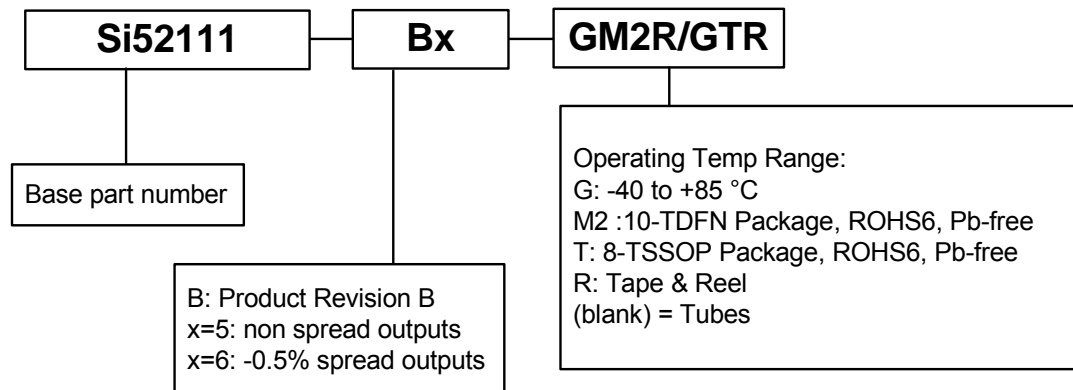 Si52111
Bx
GM2R/GTR
Base part number
B: Product Revision B
x=5: non spread outputs
x=6: -0.5% spread outputs
Operating Temp Range:
G: -40 to +85 °C
M2 :10-TDFN Package, ROHS6, Pb-free
T: 8-TSSOP Package, ROHS6, Pb-free
R: Tape & Reel
(blank) = Tubes